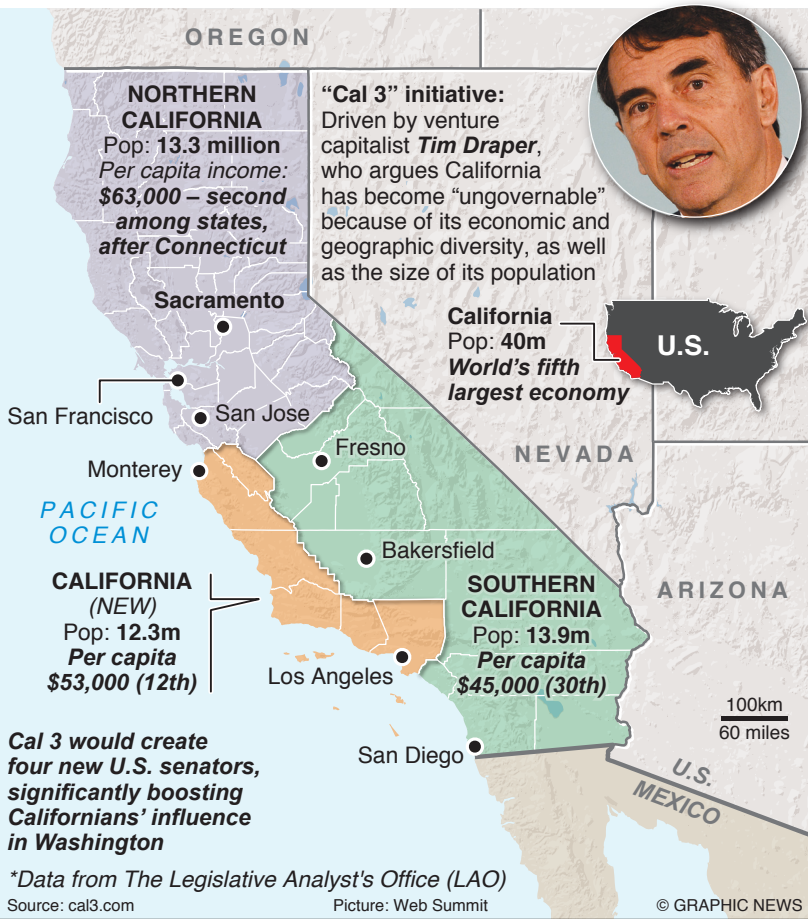 OREGON
NORTHERN
CALIFORNIA
Pop: 13.3 million
Per capita income:
$63,000 – second
among states,
after Connecticut
“Cal 3” initiative:
Driven by venture
capitalist Tim Draper,
who argues California
has become “ungovernable”
because of its economic and
geographic diversity, as well
as the size of its population
Sacramento
California
Pop: 40m
World’s fifth
largest economy
U.S.
San Francisco
San Jose
Fresno
NEVADA
Monterey
PACIFIC
OCEAN
Bakersfield
CALIFORNIA
(NEW)
Pop: 12.3m
Per capita
$53,000 (12th)
SOUTHERN
CALIFORNIA
Pop: 13.9m
Per capita
$45,000 (30th)
ARIZONA
Los Angeles
100km
60 miles
San Diego
Cal 3 would create
four new U.S. senators,
significantly boosting
Californians’ influence
in Washington
U.S.
MEXICO
*Data from The Legislative Analyst's Office (LAO)
Source: cal3.com
Picture: Web Summit
© GRAPHIC NEWS